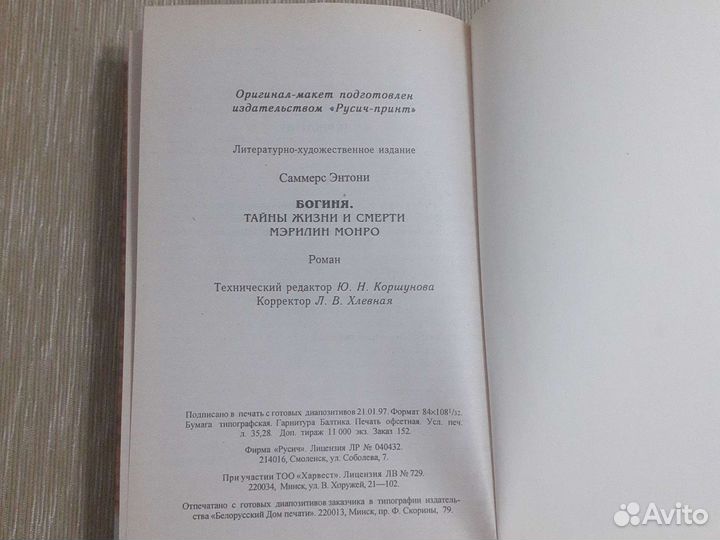 Оригинал-макет подготовлен
издательством «Русич-принт»
Литературно-художественное издание
Саммерс Энтони
БОГИНЯ.
ТАЙНЫ ЖИЗНИ И СМЕРТИ
МЭРИЛИН МОНРО
Роман
Технический редактор Ю. Н. Коршунова
Корректор Л. В. Хлевная
Подписано в печать с готовых диапозитивов 21.01.97. Формат 84×108¹/₃₂.
Бумага типографская. Гарнитура Балтика. Печать офсетная. Усл. печ.
л. 35,28. Доп. тираж 11 000 экз. Заказ 152.
Фирма «Русич». Лицензия ЛР № 040432.
214016, Смоленск, ул. Соболева, 7.
При участии ТОО «Харвест». Лицензия ЛВ № 729.
220034, Минск, ул. В. Хоружей, 21—102.
Отпечатано с готовых диапозитивов заказчика в типографии издатель-
ства «Белорусский Дом печати». 220013, Минск, пр. Ф. Скорины, 79.
Avito